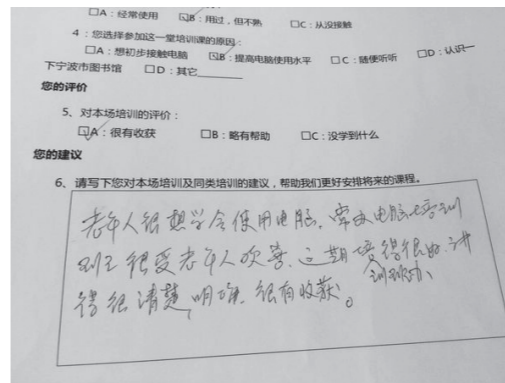 □A：经常使用 ☑B：用过，但不熟 □C：从没接触
4：您选择参加这一堂培训课的原因：
□A：想初步接触电脑 ☑B：提高电脑使用水平 □C：随便听听 □D：认识一
下宁波市图书馆 □D：其它
您的评价
5、对本场培训的评价：
☑A：很有收获 □B：略有帮助 □C：没学到什么
您的建议
6、请写下您对本场培训及同类培训的建议，帮助我们更好安排将来的课程。
老年人很想学会使用电脑，电脑培训
班很受老年人欢喜，这期培训班办得很好，讲
得很清楚，明确，很有收获。